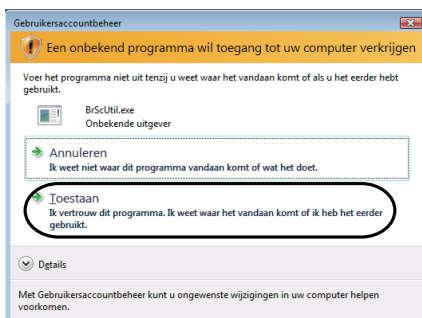 Gebruikersaccountbeheer
Een onbekend programma wil toegang tot uw computer verkrijgen
Voer het programma niet uit tenzij u weet waar het vandaan komt of als u het eerder hebt
gebruikt.
BrScUtil.exe
Onbekende uitgever
Annuleren
Ik weet niet waar dit programma vandaan komt of wat het doet.
Toestaan
Ik vertrouw dit programma. Ik weet waar het vandaan komt of ik heb het eerder
gebruikt.
Details
Met Gebruikersaccountbeheer kunt u ongewenste wijzigingen in uw computer helpen
voorkomen.